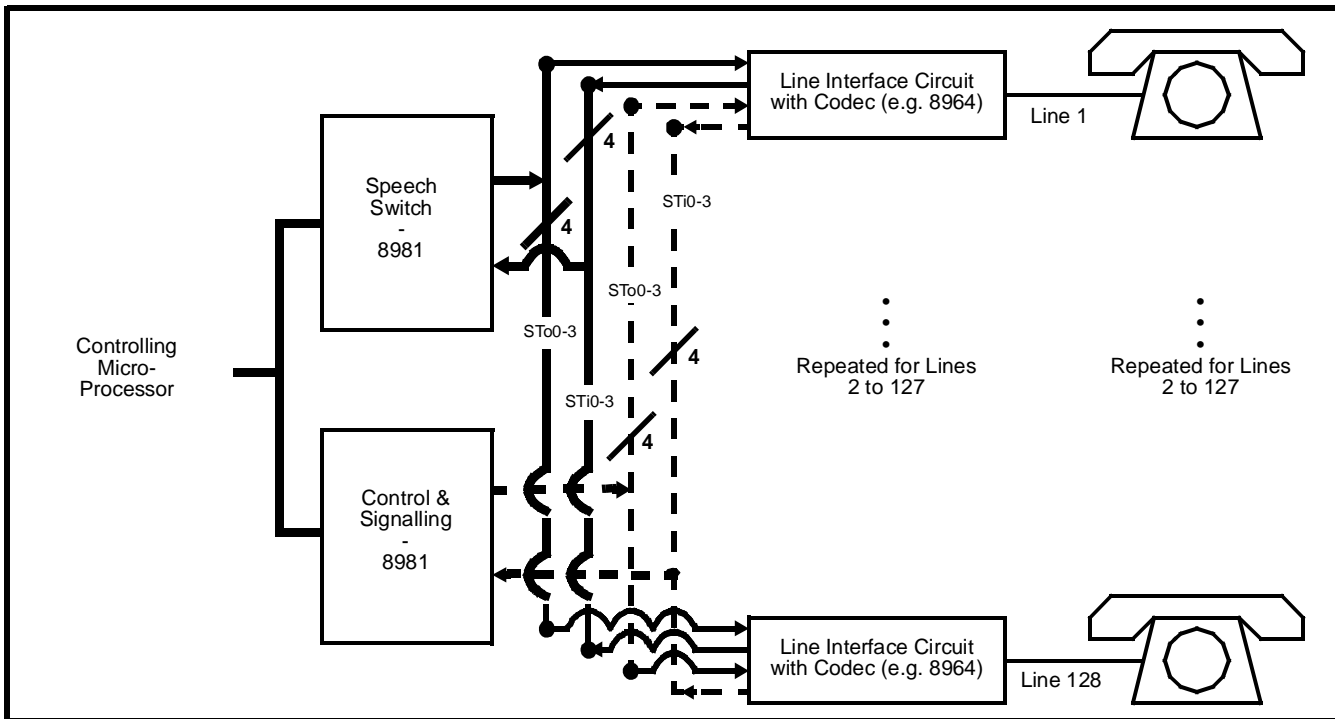 Line Interface Circuit
with Codec (e.g. 8964)
Line 1
4
Speech
Switch
-
8981
STi0-3
4
STo0-3
STo0-3
Controlling
Micro-
Processor
4
Repeated for Lines
2 to 127
Repeated for Lines
2 to 127
STi0-3
4
Control &
Signalling
-
8981
Line Interface Circuit
with Codec (e.g. 8964)
Line 128